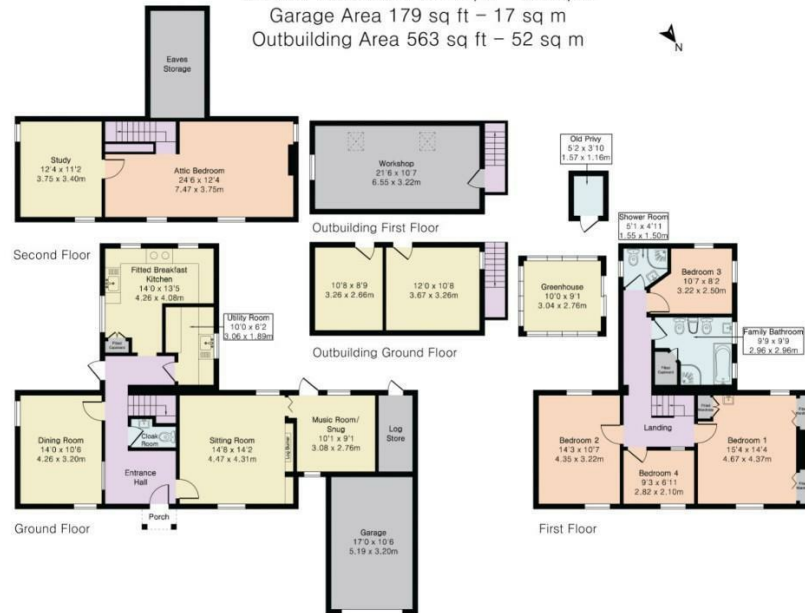 Garage Area 179 sq ft – 17 sq m
Outbuilding Area 563 sq ft – 52 sq m
N
Eaves
Storage
Study
12'4 x 11'2
3.75 x 3.40m
Attic Bedroom
24'6 x 12'4
7.47 x 3.75m
Second Floor
Workshop
21'6 x 10'7
6.55 x 3.22m
Outbuilding First Floor
Old Privy
5'2 x 3'10
1.57 x 1.16m
10'8 x 8'9
3.26 x 2.66m
12'0 x 10'8
3.67 x 3.26m
Outbuilding Ground Floor
Greenhouse
10'0 x 9'1
3.04 x 2.76m
Fitted Breakfast
Kitchen
14'0 x 13'5
4.26 x 4.08m
Utility Room
10'0 x 6'2
3.06 x 1.89m
Dining Room
14'0 x 10'6
4.26 x 3.20m
Cloak
Room
Entrance
Hall
Porch
Sitting Room
14'8 x 14'2
4.47 x 4.31m
Log Burner
Music Room/
Snug
10'1 x 9'1
3.08 x 2.76m
Log
Store
Garage
17'0 x 10'6
5.19 x 3.20m
Ground Floor
Shower Room
5'1 x 4'11
1.55 x 1.50m
Bedroom 3
10'7 x 8'2
3.22 x 2.50m
Family Bathroom
9'9 x 9'9
2.96 x 2.96m
Landing
Bedroom 2
14'3 x 10'7
4.35 x 3.22m
Bedroom 4
9'3 x 6'11
2.82 x 2.10m
Bedroom 1
15'4 x 14'4
4.67 x 4.37m
First Floor